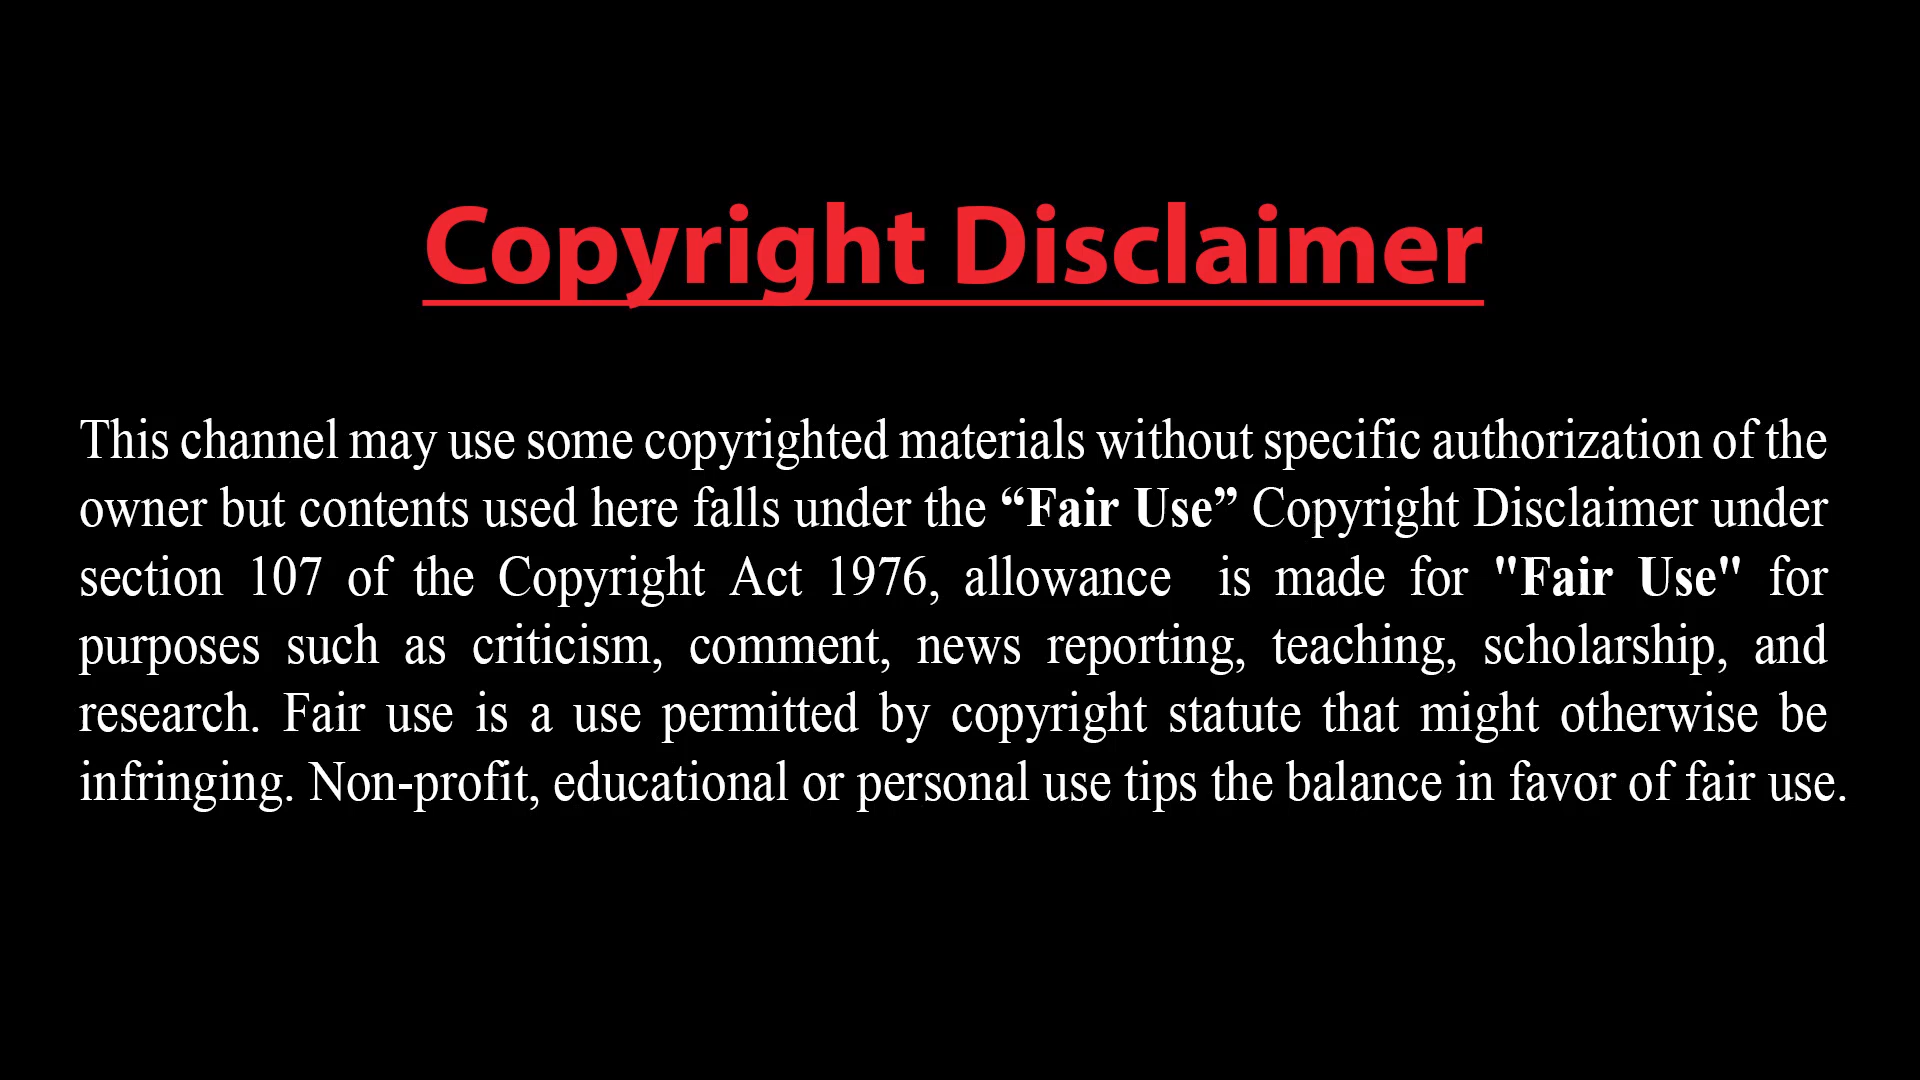 Copyright Disclaimer
This channel may use some copyrighted materials without specific authorization of the
owner but contents used here falls under the “Fair Use” Copyright Disclaimer under
section 107 of the Copyright Act 1976, allowance is made for "Fair Use" for
purposes such as criticism, comment, news reporting, teaching, scholarship, and
research. Fair use is a use permitted by copyright statute that might otherwise be
infringing. Non-profit, educational or personal use tips the balance in favor of fair use.